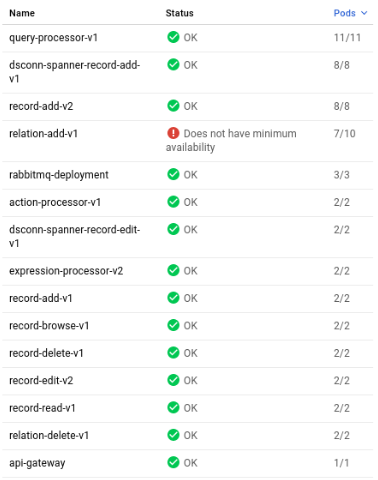 Name Status Pods
query-processor-v1 OK 11/11
dsconn-spanner-record-add- OK 8/8
v1
record-add-v2 OK 8/8
relation-add-v1 Does not have minimum 7/10
availability
rabbitmq-deployment OK 3/3
action-processor-v1 OK 2/2
dsconn-spanner-record-edit- OK 2/2
v1
expression-processor-v2 OK 2/2
record-add-v1 OK 2/2
record-browse-v1 OK 2/2
record-delete-v1 OK 2/2
record-edit-v2 OK 2/2
record-read-v1 OK 2/2
relation-delete-v1 OK 2/2
api-gateway OK 1/1